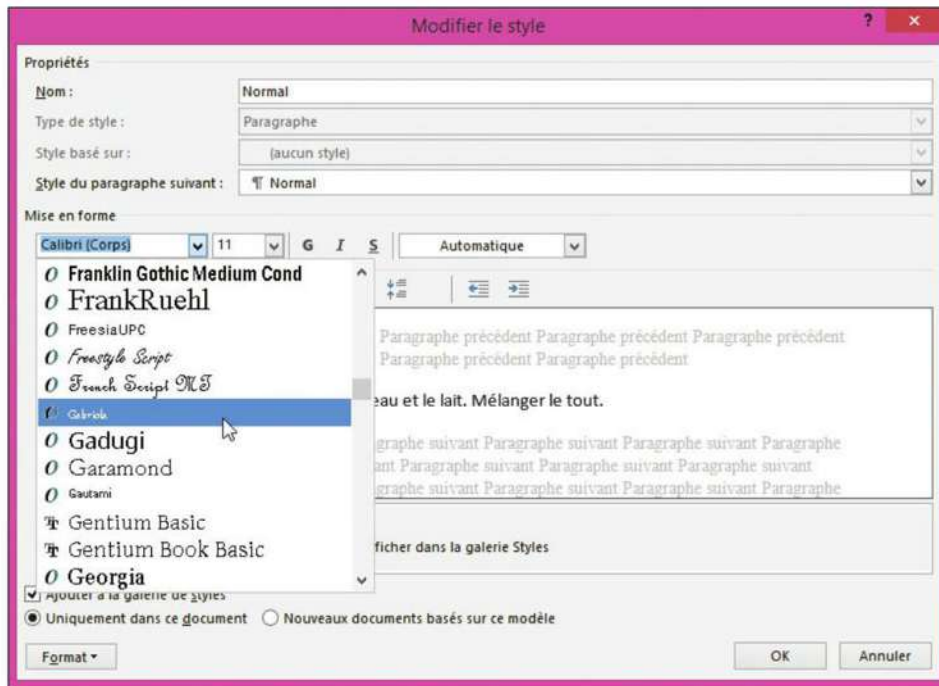 Modifier le style
? ×
Propriétés
Nom : Normal
Type de style : Paragraphe
Style basé sur : (aucun style)
Style du paragraphe suivant : ¶ Normal
Mise en forme
Calibri (Corps) 11 G I S Automatique
O Franklin Gothic Medium Cond
O FrankRuehl
O FreesiaUPC
O Freestyle Script
O French Script MT
O Gabriola
O Gadugi
O Garamond
O Gautami
Gentium Basic
Gentium Book Basic
O Georgia
Paragraphe précédent Paragraphe précédent Paragraphe précédent
Paragraphe précédent Paragraphe précédent
eau et le lait. Mélanger le tout.
agraphe suivant Paragraphe suivant Paragraphe suivant Paragraphe
ant Paragraphe suivant Paragraphe suivant Paragraphe suivant
agraphe suivant Paragraphe suivant Paragraphe suivant Paragraphe
fficher dans la galerie Styles
Ajouter à la galerie de styles
Uniquement dans ce document Nouveaux documents basés sur ce modèle
Format OK Annuler